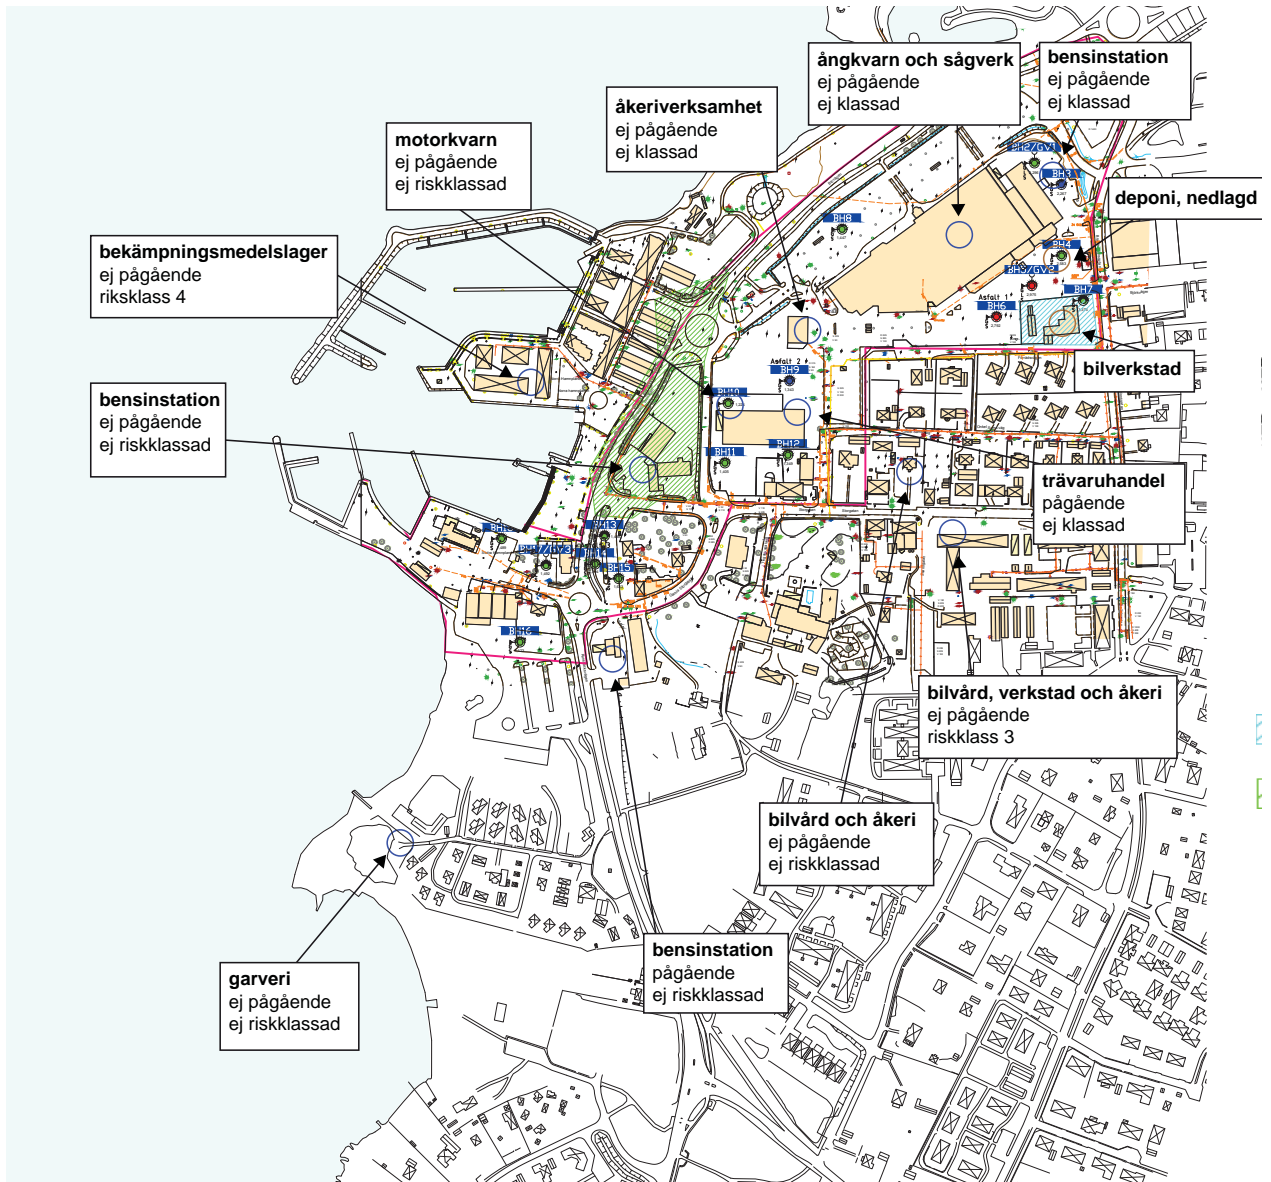 ångkvarn och sågverk
ej pågående
ej klassad
bensinstation
ej pågående
ej klassad
åkeriverksamhet
ej pågående
ej klassad
motorkvarn
ej pågående
ej riskklassad
deponi, nedlagd
bekämpningsmedelslager
ej pågående
riksklass 4
bensinstation
ej pågående
ej riskklassad
bilverkstad
trävaruhandel
pågående
ej klassad
bilvård, verkstad och åkeri
ej pågående
riskklass 3
bilvård och åkeri
ej pågående
ej riskklassad
bensinstation
pågående
ej riskklassad
garveri
ej pågående
ej riskklassad
BH2/GV1
BH3
BH8
BH4
BH5/GV2
BH7
Asfalt 1
BH6
Asfalt 2
BH9
BH10
BH12
BH11
BH13
BH17/GV3
BH14
BH15
BH16